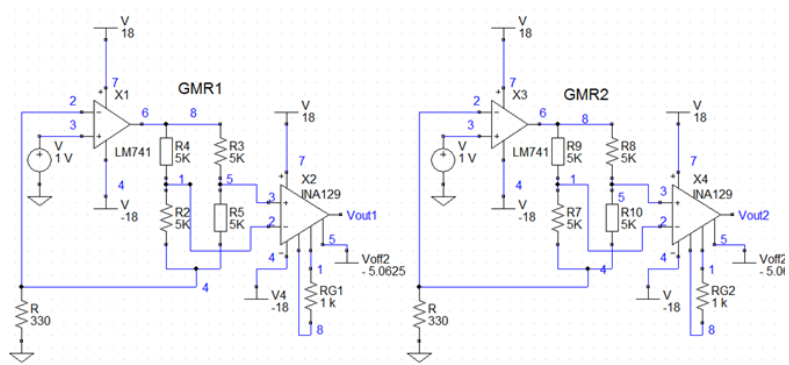 V
18
7
GMR1
X1
2
6
8
3
V
1 V
LM741
R4
5K
R3
5K
V
18
4
V
-18
1
5
X2
INA129
7
3
R2
5K
R5
5K
2
Vout1
4
4
5
Voff2
- 5.0625
V4
-18
1
RG1
1 k
8
R
330
V
18
7
GMR2
X3
2
6
8
3
V
1 V
LM741
R9
5K
R8
5K
V
18
4
V
-18
1
5
X4
INA129
7
3
R7
5K
R10
5K
2
Vout2
4
4
5
Voff2
- 5.06
V
-18
1
RG2
1 k
8
R
330